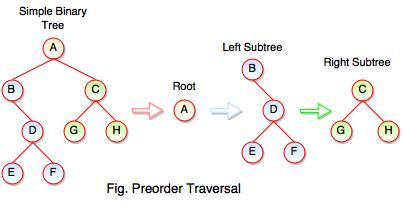 Simple Binary
Tree
A
B
C
D
G
H
E
F
Root
A
Left Subtree
B
D
E
F
Right Subtree
C
G
H
Fig. Preorder Traversal